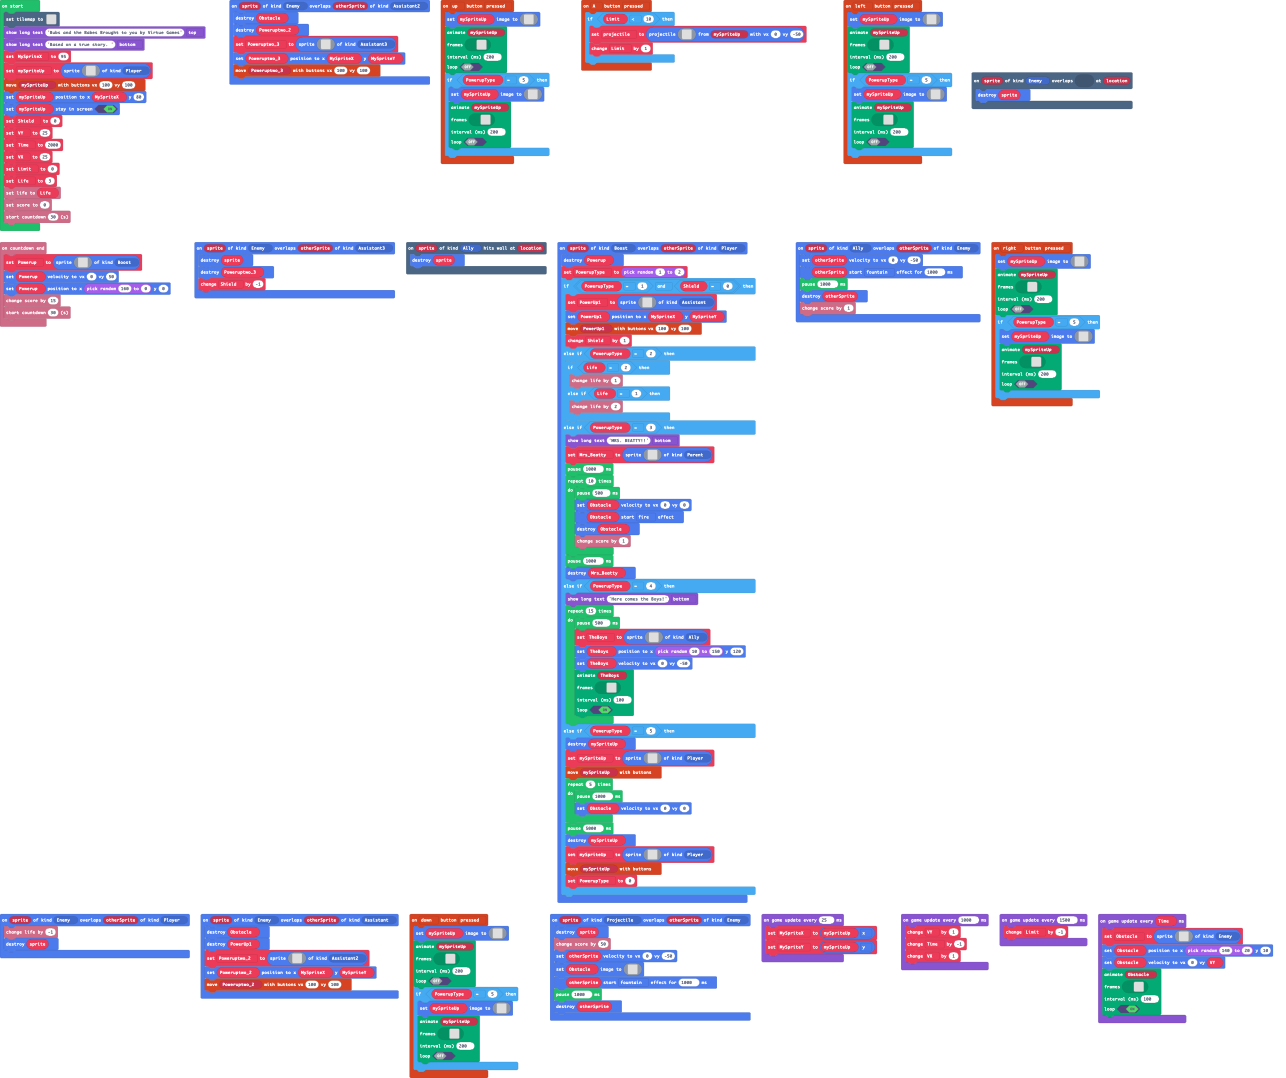 on start
set tilemap to
show long text "Bubs and the Babes Brought to you by Virtue Games" top
show long text "Based on a true story." bottom
set MySpriteX to
set mySpriteUp to sprite of kind Player
move mySpriteUp with buttons vx 100 vy 100
set mySpriteUp position to x MySpriteX y
set mySpriteUp stay in screen
set Shield to 0
set VY to 25
set Time to 2000
set VX to 25
set Limit to 0
set Life to 3
set life to Life
set score to 0
start countdown 30 (s)
on sprite of kind Enemy overlaps otherSprite of kind Assistant2
destroy Obstacle
destroy Poweruptwo_2
set Poweruptwo_3 to sprite of kind Assistant3
set Poweruptwo_3 position to x MySpriteX y MySpriteY
move Poweruptwo_3 with buttons vx 100 vy 100
on up button pressed
set mySpriteUp image to
animate mySpriteUp
frames
interval (ms) 200
loop OFF
if PowerupType = 5 then
set mySpriteUp image to
animate mySpriteUp
frames
interval (ms) 200
loop OFF
on A button pressed
if Limit < 10 then
set projectile to projectile from mySpriteUp with vx 0 vy -50
change Limit by 1
on left button pressed
set mySpriteUp image to
animate mySpriteUp
frames
interval (ms) 200
loop OFF
if PowerupType = 5 then
set mySpriteUp image to
animate mySpriteUp
frames
interval (ms) 200
loop OFF
on sprite of kind Enemy overlaps at location
destroy sprite
on countdown end
set Powerup to sprite of kind Boost
set Powerup velocity to vx 0 vy 50
set Powerup position to x pick random 160 to 0 y 0
change score by 15
start countdown 30 (s)
on sprite of kind Enemy overlaps otherSprite of kind Assistant3
destroy sprite
destroy Poweruptwo_3
change Shield by -1
on sprite of kind Ally hits wall at location
destroy sprite
on sprite of kind Boost overlaps otherSprite of kind Player
destroy Powerup
set PowerupType to pick random 1 to 2
if PowerupType = 1 and Shield = 0 then
set PowerUp1 to sprite of kind Assistant
set PowerUp1 position to x MySpriteX y MySpriteY
move PowerUp1 with buttons vx 100 vy 100
change Shield by 1
else if PowerupType = 2 then
if Life = 2 then
change life by 1
else if Life = 1 then
change life by 2
else if PowerupType = 3 then
show long text "MRS. BEATTY!!" bottom
set Mrs_Beatty to sprite of kind Parent
pause 1000 ms
repeat 10 times
do pause 500 ms
set Obstacle velocity to vx 0 vy 0
Obstacle start fire effect
destroy Obstacle
change score by 1
pause 1000 ms
destroy Mrs_Beatty
else if PowerupType = 4 then
show long text "Here comes the Boys!" bottom
repeat 15 times
do pause 500 ms
set TheBoys to sprite of kind Ally
set TheBoys position to x pick random 10 to 150 y 120
set TheBoys velocity to vx 0 vy -50
animate TheBoys
frames
interval (ms) 100
loop
else if PowerupType = 5 then
destroy mySpriteUp
set mySpriteUp to sprite of kind Player
move mySpriteUp with buttons
repeat 5 times
do pause 5000 ms
set Obstacle velocity to vx 0 vy 0
pause 5000 ms
destroy mySpriteUp
set mySpriteUp to sprite of kind Player
move mySpriteUp with buttons
set PowerupType to 0
on sprite of kind Ally overlaps otherSprite of kind Enemy
set otherSprite velocity to vx 0 vy -50
otherSprite start fountain effect for 1000 ms
pause 1000 ms
destroy otherSprite
change score by 1
on right button pressed
set mySpriteUp image to
animate mySpriteUp
frames
interval (ms) 200
loop OFF
if PowerupType = 5 then
set mySpriteUp image to
animate mySpriteUp
frames
interval (ms) 200
loop OFF
on sprite of kind Enemy overlaps otherSprite of kind Player
change life by -1
destroy sprite
on sprite of kind Enemy overlaps otherSprite of kind Assistant
destroy Obstacle
destroy PowerUp1
set Poweruptwo_2 to sprite of kind Assistant2
set Poweruptwo_2 position to x MySpriteX y MySpriteY
move Poweruptwo_2 with buttons vx 100 vy 100
on down button pressed
set mySpriteUp image to
animate mySpriteUp
frames
interval (ms) 200
loop OFF
if PowerupType = 5 then
set mySpriteUp image to
animate mySpriteUp
frames
interval (ms) 200
loop OFF
on sprite of kind Projectile overlaps otherSprite of kind Enemy
destroy sprite
change score by 50
set otherSprite velocity to vx 0 vy -50
set Obstacle image to
otherSprite start fountain effect for 1000 ms
pause 1000 ms
destroy otherSprite
on game update every 25 ms
set MySpriteX to mySpriteUp x
set MySpriteY to mySpriteUp y
on game update every 1000 ms
change VY by 1
change Time by -1
change VX by 1
on game update every 1500 ms
change Limit by -1
on game update every Time ms
set Obstacle to sprite of kind Enemy
set Obstacle position to x pick random 160 to 20 y 10
set Obstacle velocity to vx 0 vy VY
animate Obstacle
frames
interval (ms) 100
loop